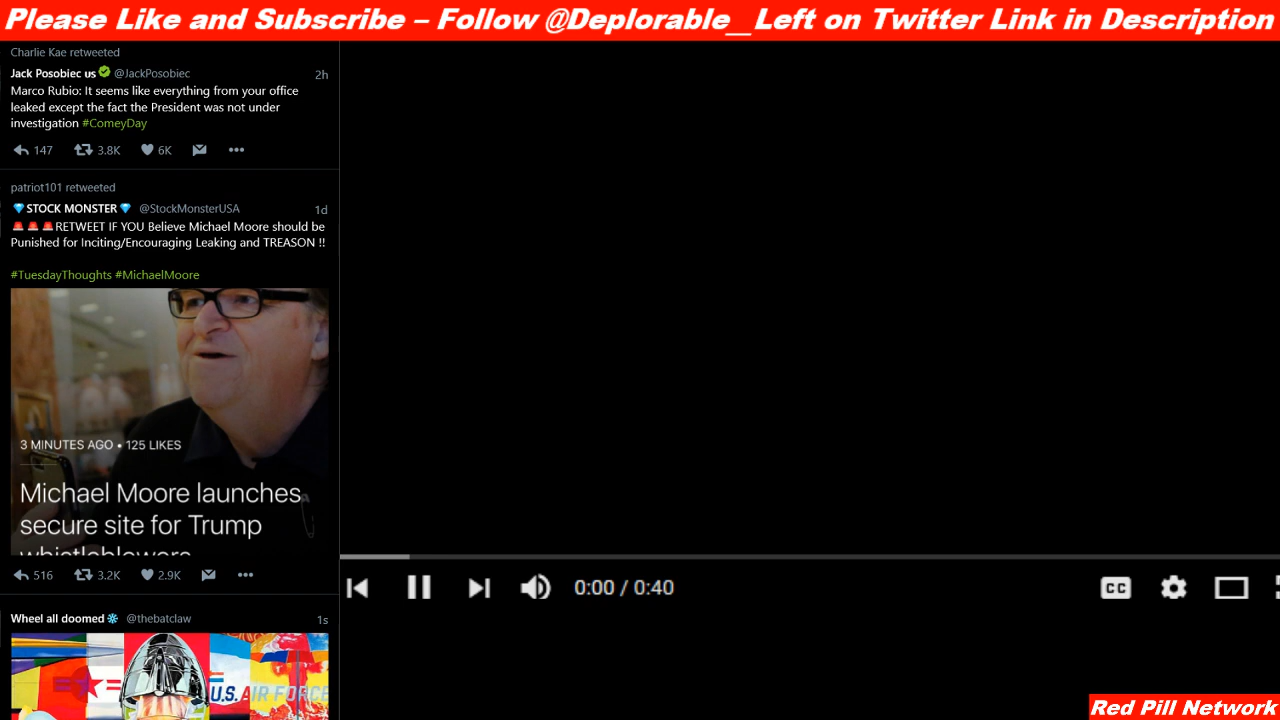 Please Like and Subscribe – Follow @Deplorable__Left on Twitter Link in Description
Charlie Kae retweeted
Jack Posobiec us @JackPosobiec 2h
Marco Rubio: It seems like everything from your office
leaked except the fact the President was not under
investigation #ComeyDay
147 3.8K 6K
patriot101 retweeted
STOCK MONSTER @StockMonsterUSA 1d
RETWEET IF YOU Believe Michael Moore should be
Punished for Inciting/Encouraging Leaking and TREASON !!
#TuesdayThoughts #MichaelMoore
3 MINUTES AGO • 125 LIKES
Michael Moore launches
secure site for Trump
whistleblowers
516 3.2K 2.9K
0:00 / 0:40
CC
Wheel all doomed @thebatclaw 1s
U.S. AIR FORCE
Red Pill Network